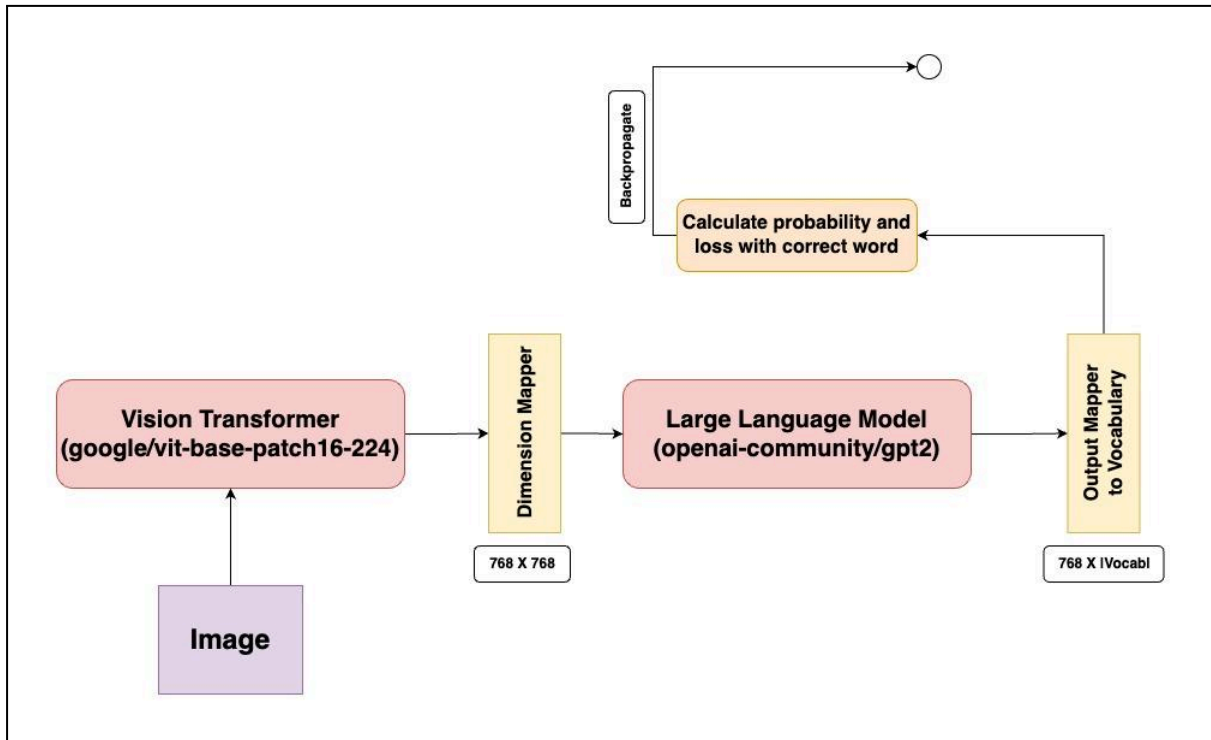 Backpropagate
Calculate probability and
loss with correct word
Vision Transformer
(google/vit-base-patch16-224)
Dimension Mapper
Large Language Model
(openai-community/gpt2)
Output Mapper
to Vocabulary
768 X 768
768 X |Vocab|
Image